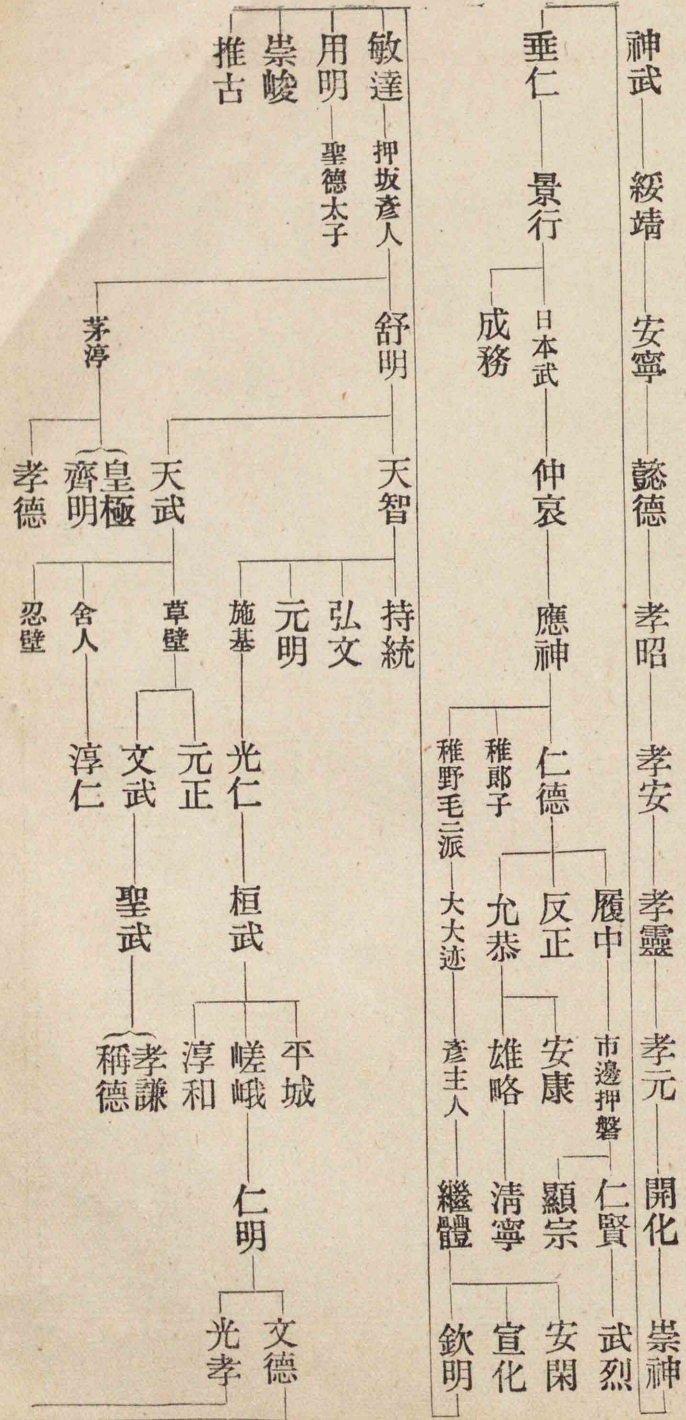 神武
綏靖
安寧
懿德
孝昭
孝安
孝靈
孝元
開化
崇神
垂仁
景行
日本武
成務
仲哀
應神
仁德
稚郎子
稚野毛二派
履中
反正
允恭
大大迹
市邊押磐
安康
雄略
彥主人
仁賢
顯宗
清寧
繼體
武烈
安閑
宣化
欽明
敏達
用明
崇峻
推古
押坂彥人
聖德太子
舒明
茅渟
天智
天武
皇極
齊明
孝德
持統
弘文
元明
施基
草壁
舍人
忍壁
光仁
元正
文武
淳仁
桓武
聖武
平城
嵯峨
淳和
孝謙
稱德
仁明
文德
光孝